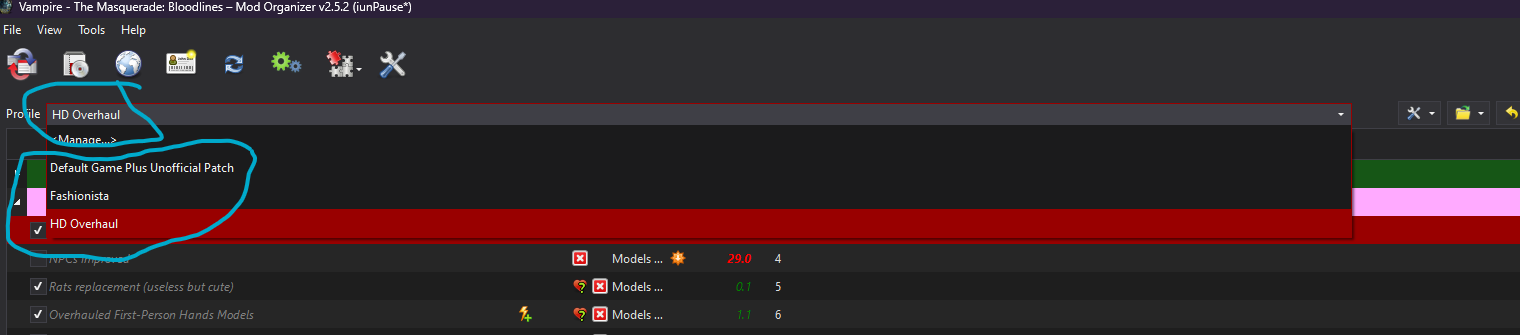 Vampire - The Masquerade: Bloodlines – Mod Organizer v2.5.2 (iunPause*)
File View Tools Help
Profile HD Overhaul
<Manage...>
Default Game Plus Unofficial Patch
Fashionista
HD Overhaul
NPCs improved Models ... 29.0 4
Rats replacement (useless but cute) Models ... 0.1 5
Overhauled First-Person Hands Models Models ... 1.1 6